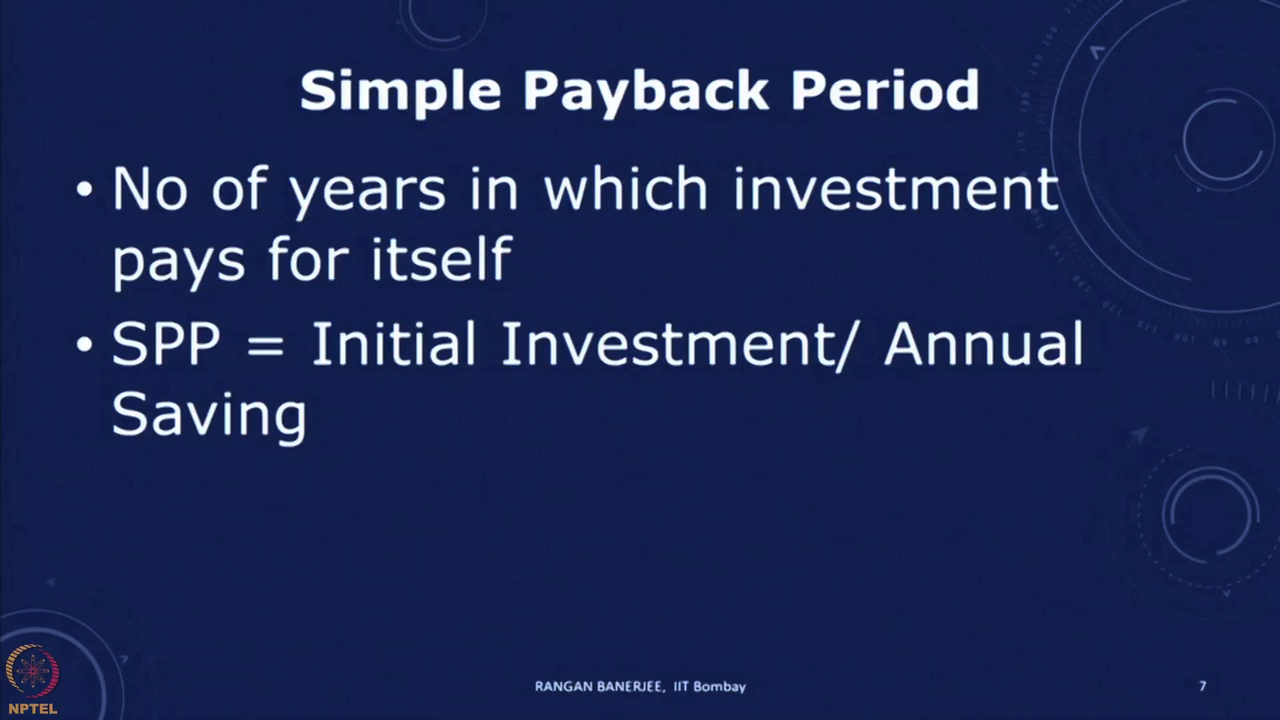 Simple Payback Period
• No of years in which investment
pays for itself
• SPP = Initial Investment/ Annual
Saving
NPTEL
RANGAN BANERJEE, IIT Bombay
7